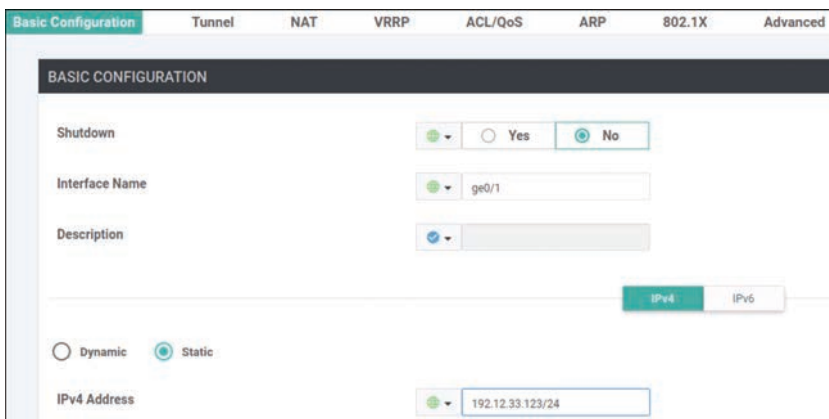 Basic Configuration Tunnel NAT VRRP ACL/QoS ARP 802.1X Advanced
BASIC CONFIGURATION
Shutdown Yes No
Interface Name ge0/1
Description
IPv4 IPv6
Dynamic Static
IPv4 Address 192.12.33.123/24